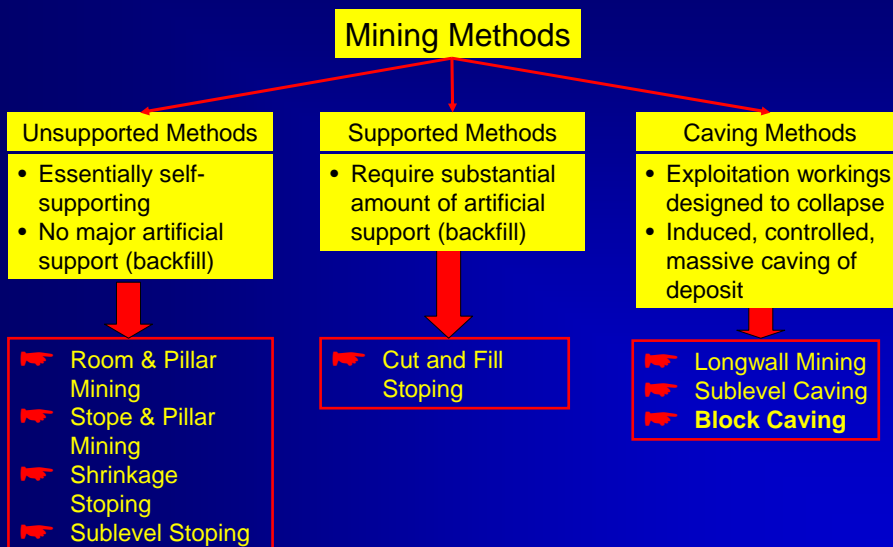 Mining Methods
Unsupported Methods
• Essentially self-
supporting
• No major artificial
support (backfill)
Room & Pillar
Mining
Stope & Pillar
Mining
Shrinkage
Stoping
Sublevel Stoping
Supported Methods
• Require substantial
amount of artificial
support (backfill)
Cut and Fill
Stoping
Caving Methods
• Exploitation workings
designed to collapse
• Induced, controlled,
massive caving of
deposit
Longwall Mining
Sublevel Caving
Block Caving